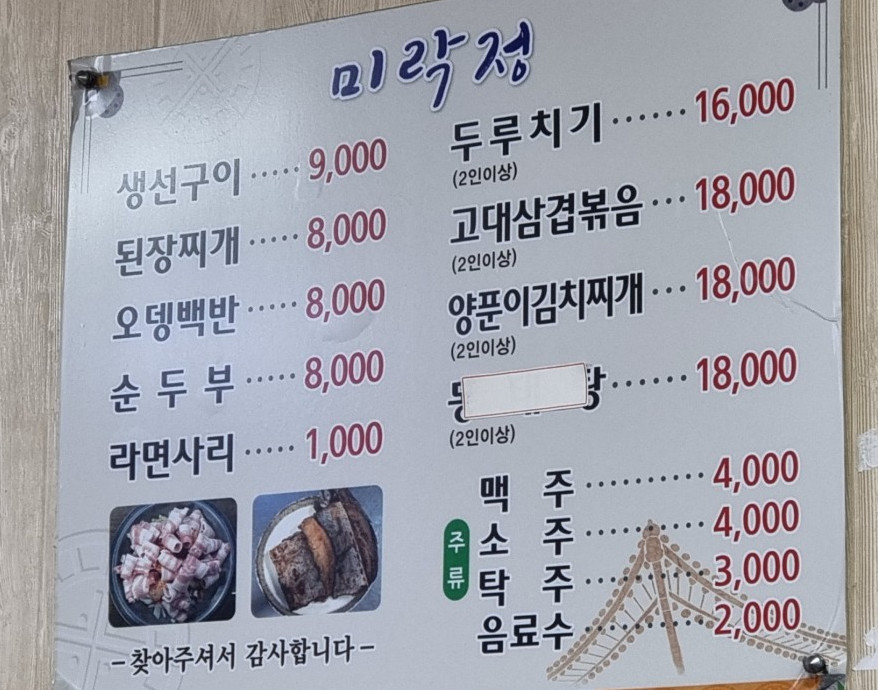 미락정
생선구이 ····· 9,000
된장찌개 ····· 8,000
오뎅백반 ····· 8,000
순두부 ····· 8,000
라면사리 ····· 1,000
-찾아주셔서 감사합니다-
두루치기 ······ 16,000
(2인이상)
고대삼겹볶음 ··· 18,000
(2인이상)
양푼이김치찌개 ··· 18,000
(2인이상)
탕 ······ 18,000
(2인이상)
주류
맥주 ·········· 4,000
소주 ·········· 4,000
탁주 ·········· 3,000
음료수 ·········· 2,000